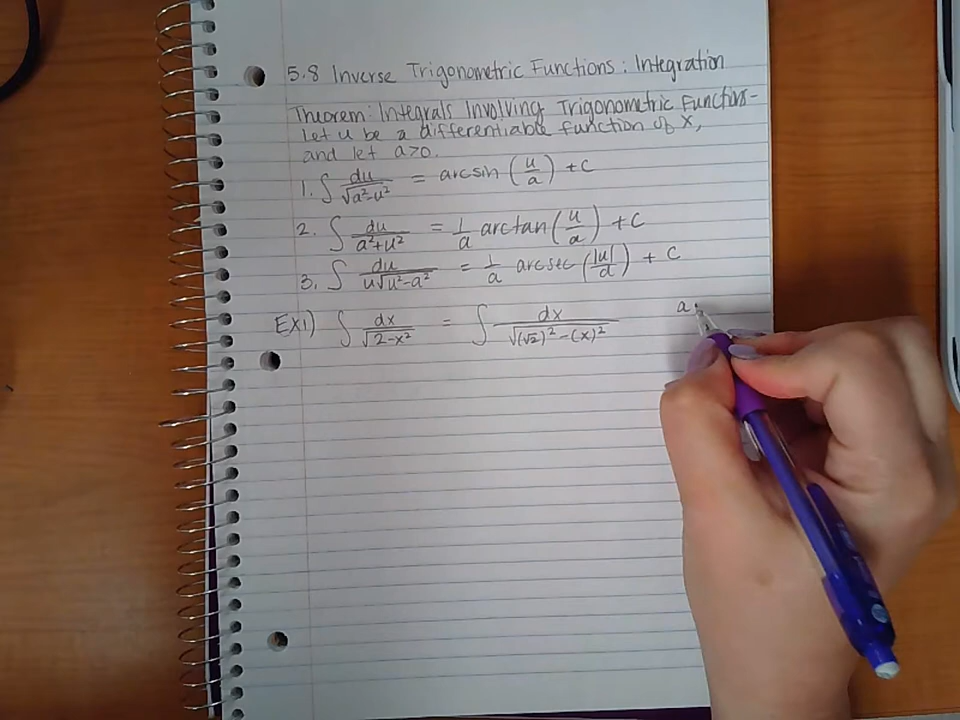 5.8 Inverse Trigonometric Functions: Integration
Theorem: Integrals Involving Trigonometric Functions-
Let u be a differentiable function of x,
and let a>0.
1. ∫ du/√(a²-u²) = arcsin (u/a) + C
2. ∫ du/(a²+u²) = 1/a arctan (u/a) + C
3. ∫ du/(u√(u²-a²)) = 1/a arcsec (|u|/a) + C
EX1) ∫ dx/√(2-x²) = ∫ dx/√((√2)²-(x)²) a